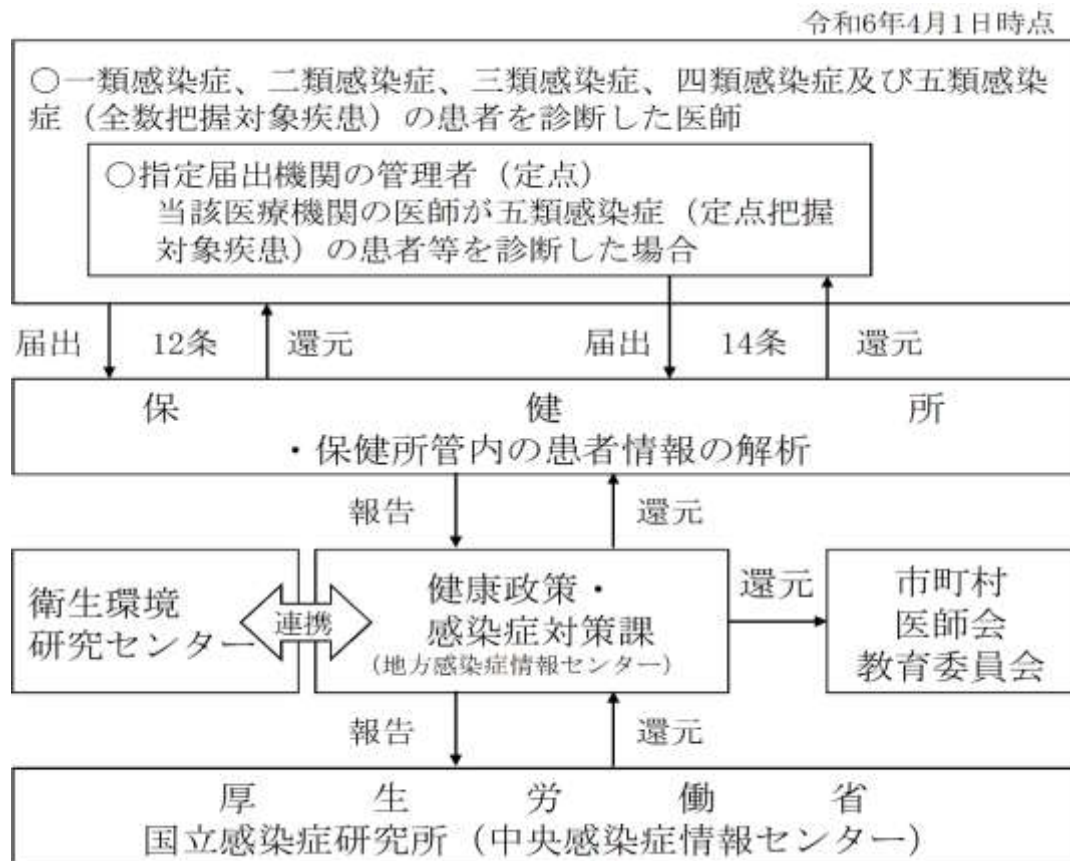 令和6年4月1日時点
○一類感染症、二類感染症、三類感染症、四類感染症及び五類感染
症（全数把握対象疾患）の患者を診断した医師
○指定届出機関の管理者（定点）
当該医療機関の医師が五類感染症（定点把握
対象疾患）の患者等を診断した場合
届出 12条 還元 届出 14条 還元
保 健 所
・保健所管内の患者情報の解析
報告 還元
衛生環境
研究センター
連携
健康政策・
感染症対策課
（地方感染症情報センター）
還元
市町村
医師会
教育委員会
報告 還元
厚 生 労 働 省
国立感染症研究所（中央感染症情報センター）